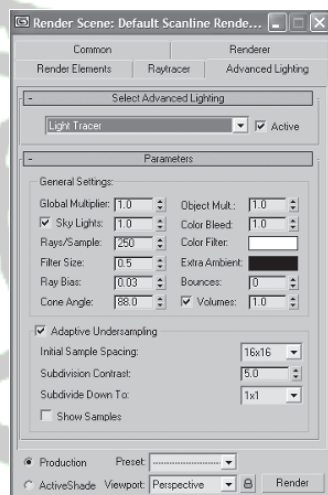 Render Scene: Default Scanline Rende...
Common Renderer
Render Elements Raytracer Advanced Lighting
- Select Advanced Lighting
Light Tracer Active
- Parameters
General Settings:
Global Multiplier: 1.0 Object Mult.: 1.0
Sky Lights: 1.0 Color Bleed: 1.0
Rays/Sample: 250 Color Filter:
Filter Size: 0.5 Extra Ambient:
Ray Bias: 0.03 Bounces: 0
Cone Angle: 88.0 Volumes: 1.0
Adaptive Undersampling
Initial Sample Spacing: 16x16
Subdivision Contrast: 5.0
Subdivide Down To: 1x1
Show Samples
Production Preset: --------------------
ActiveShade Viewport: Perspective Render